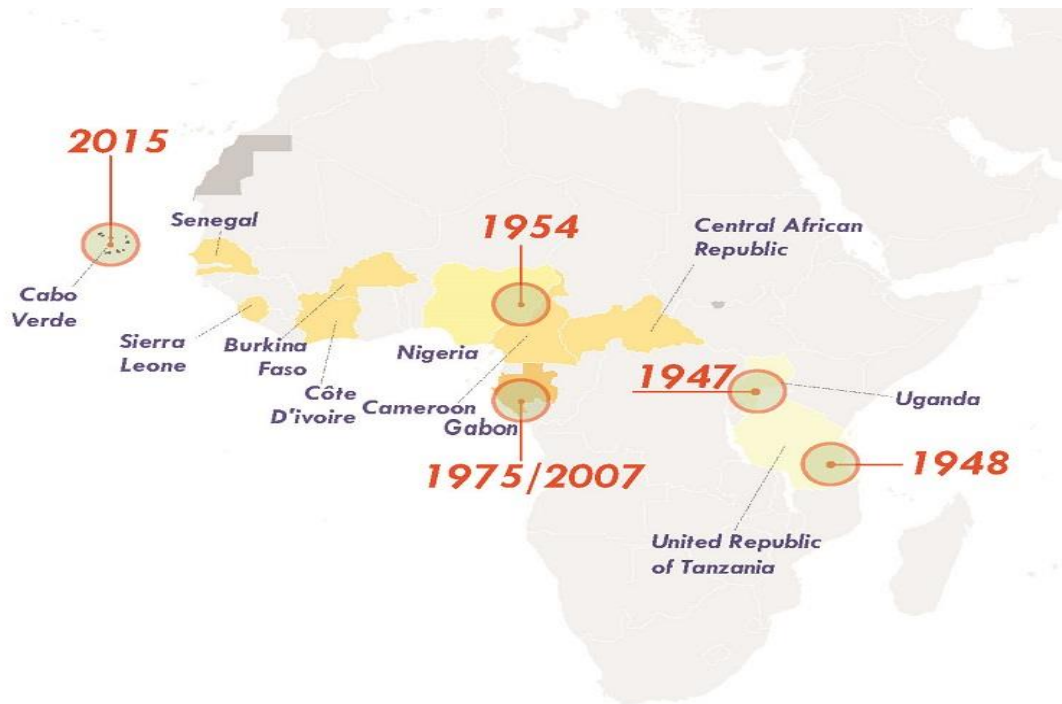 2015
Senegal
1954
Central African
Republic
Cabo
Verde
Sierra
Leone
Burkina
Faso
Nigeria
1947
Uganda
Côte
D'ivoire
Cameroon
Gabon
1975/2007
1948
United Republic
of Tanzania